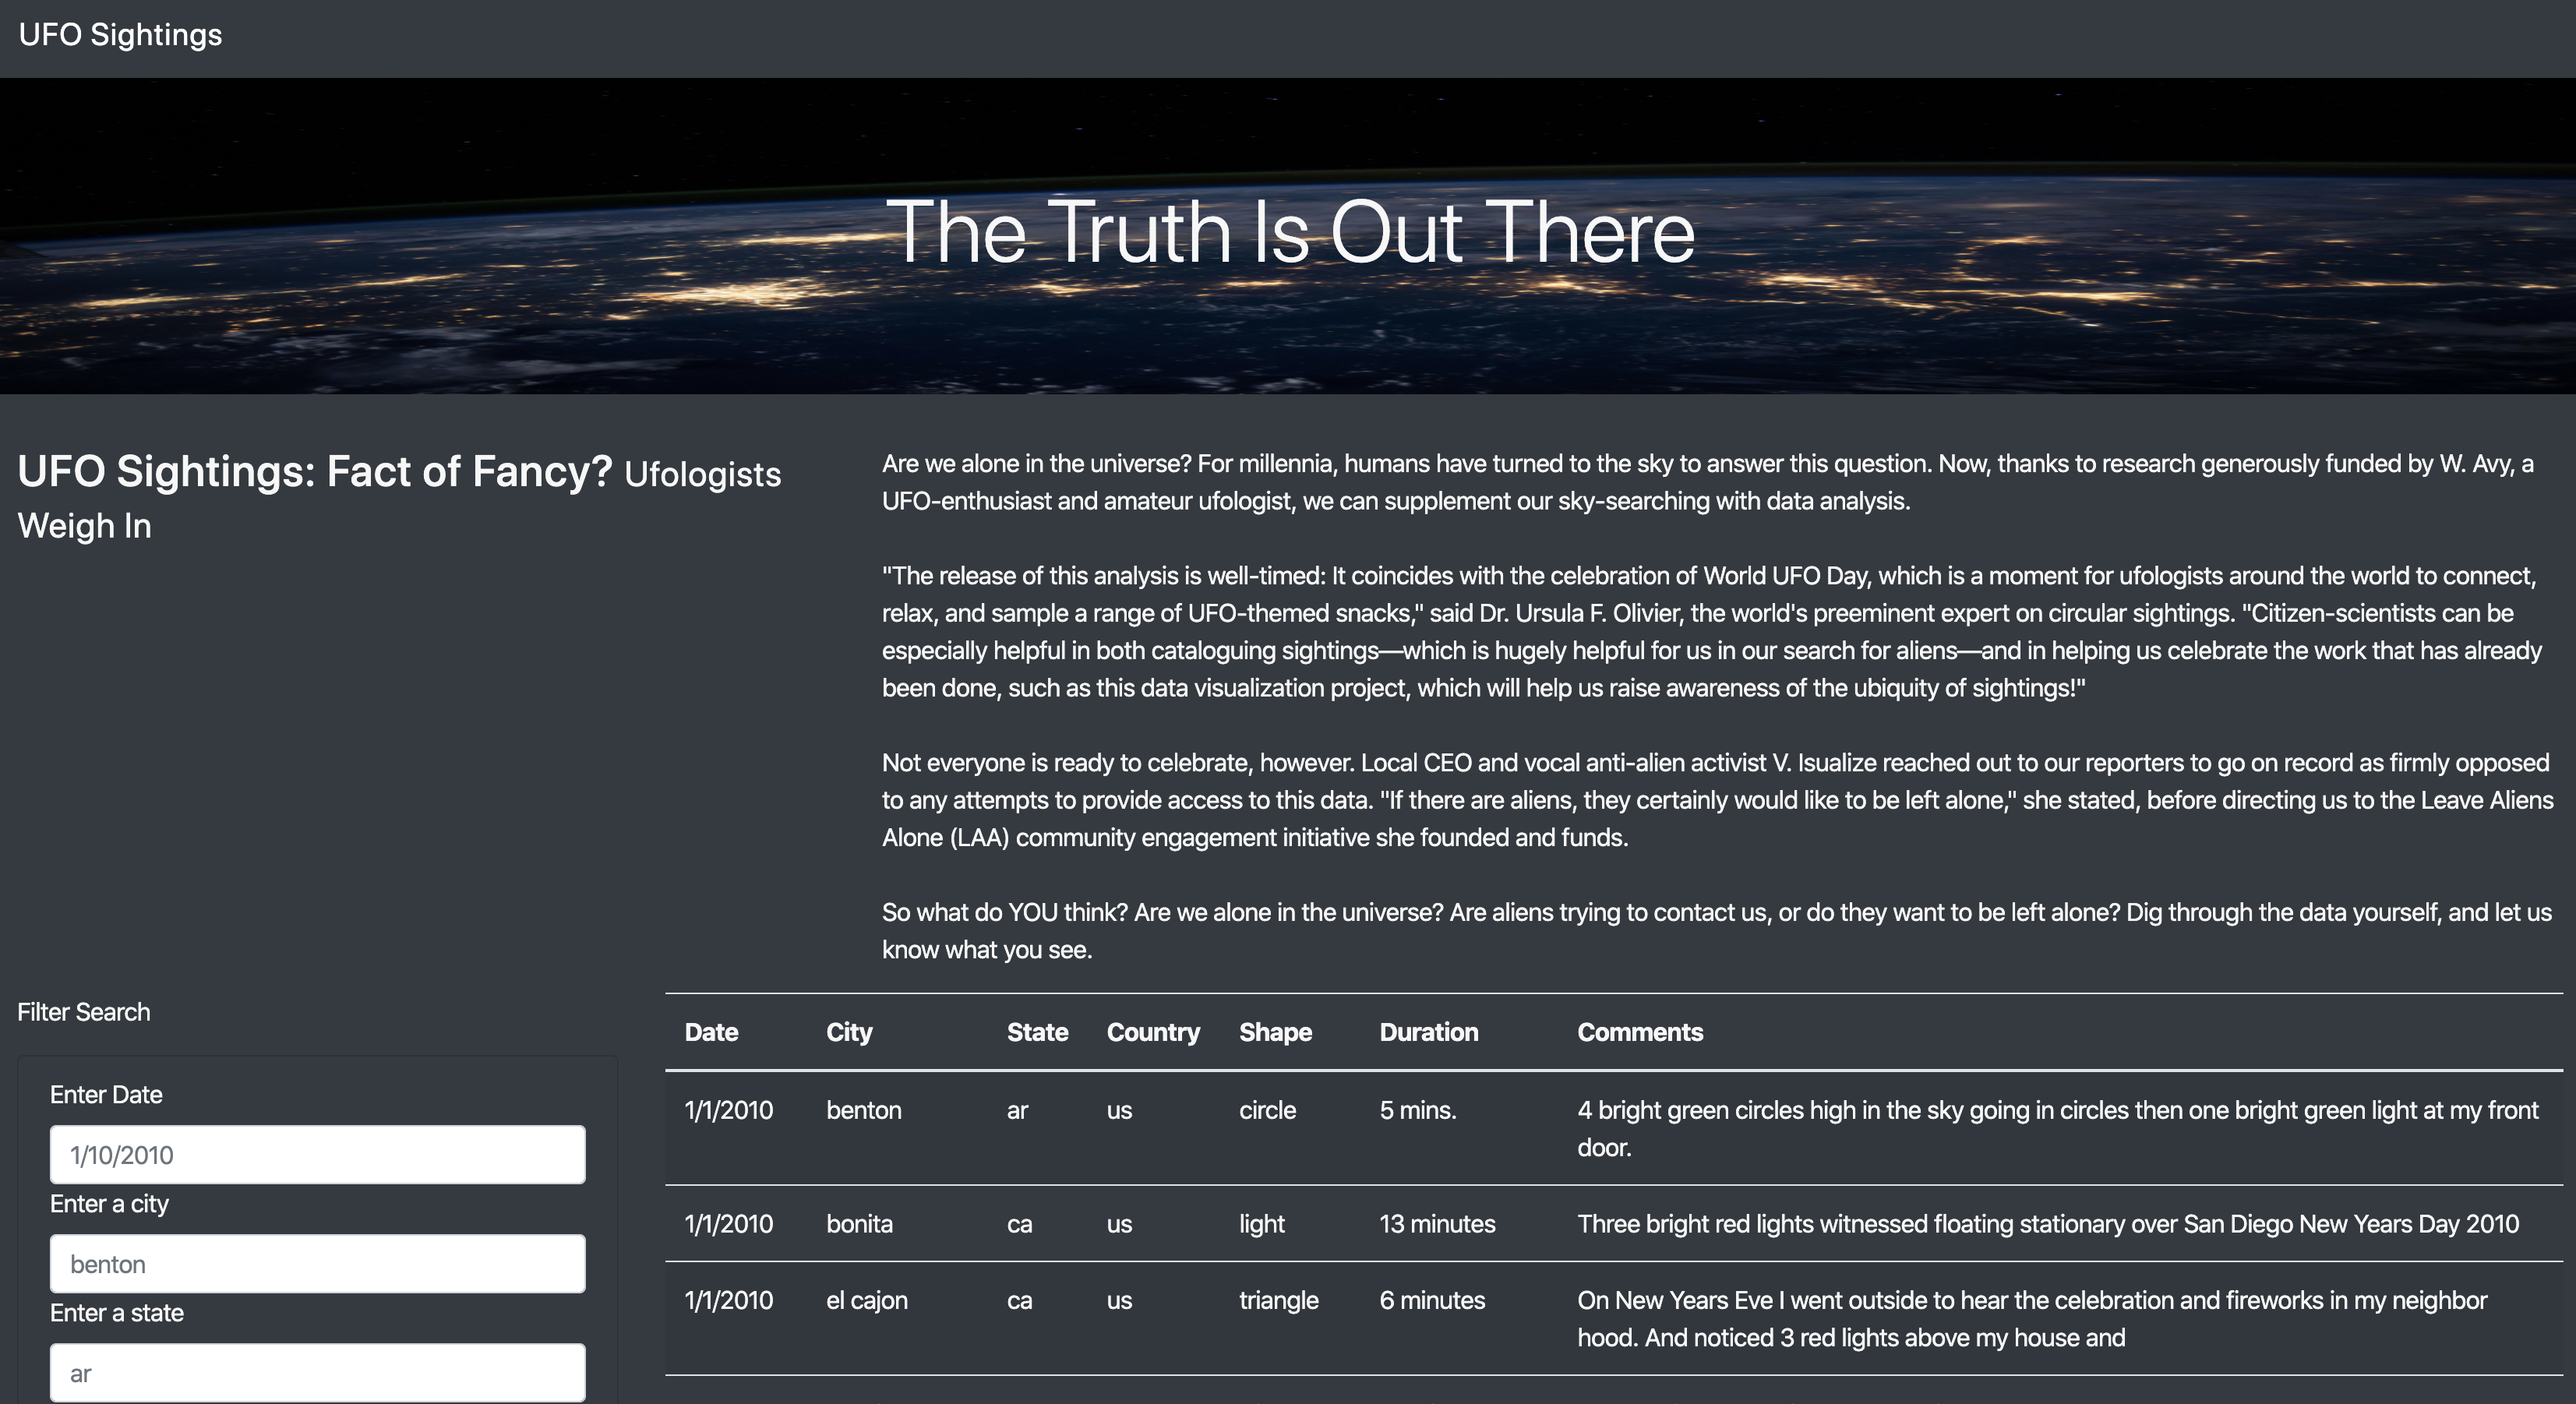 UFO Sightings
The Truth Is Out There
UFO Sightings: Fact of Fancy? Ufologists
Weigh In
Are we alone in the universe? For millennia, humans have turned to the sky to answer this question. Now, thanks to research generously funded by W. Avy, a
UFO-enthusiast and amateur ufologist, we can supplement our sky-searching with data analysis.
"The release of this analysis is well-timed: It coincides with the celebration of World UFO Day, which is a moment for ufologists around the world to connect,
relax, and sample a range of UFO-themed snacks," said Dr. Ursula F. Olivier, the world's preeminent expert on circular sightings. "Citizen-scientists can be
especially helpful in both cataloguing sightings—which is hugely helpful for us in our search for aliens—and in helping us celebrate the work that has already
been done, such as this data visualization project, which will help us raise awareness of the ubiquity of sightings!"
Not everyone is ready to celebrate, however. Local CEO and vocal anti-alien activist V. Isualize reached out to our reporters to go on record as firmly opposed
to any attempts to provide access to this data. "If there are aliens, they certainly would like to be left alone," she stated, before directing us to the Leave Aliens
Alone (LAA) community engagement initiative she founded and funds.
So what do YOU think? Are we alone in the universe? Are aliens trying to contact us, or do they want to be left alone? Dig through the data yourself, and let us
know what you see.
Filter Search
Enter Date
1/10/2010
Enter a city
benton
Enter a state
ar
Date City State Country Shape Duration Comments
1/1/2010 benton ar us circle 5 mins. 4 bright green circles high in the sky going in circles then one bright green light at my front
door.
1/1/2010 bonita ca us light 13 minutes Three bright red lights witnessed floating stationary over San Diego New Years Day 2010
1/1/2010 el cajon ca us triangle 6 minutes On New Years Eve I went outside to hear the celebration and fireworks in my neighbor
hood. And noticed 3 red lights above my house and